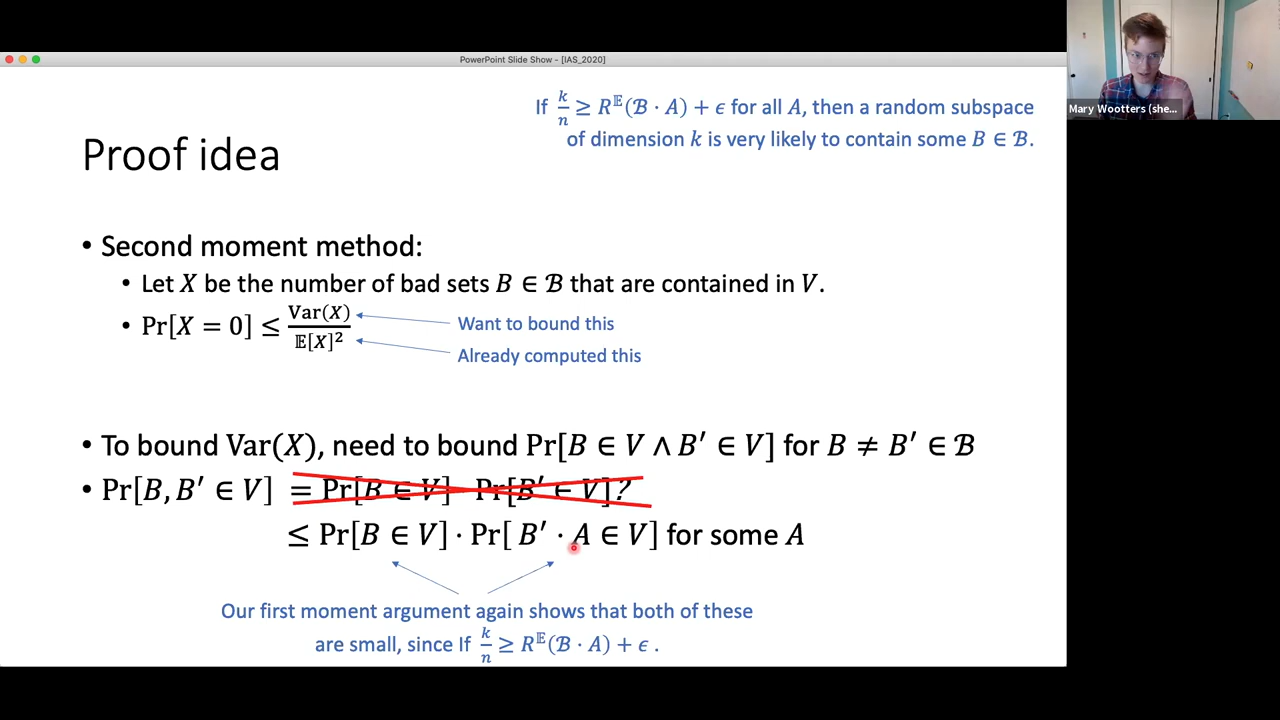 PowerPoint Slide Show - [IAS_2020]
Mary Wootters (she...
If k/n ≥ R^𝔼(ℬ · A) + ϵ for all A, then a random subspace
of dimension k is very likely to contain some B ∈ ℬ.
Proof idea
• Second moment method:
• Let X be the number of bad sets B ∈ ℬ that are contained in V.
• Pr[X = 0] ≤ Var(X)/𝔼[X]²
Want to bound this
Already computed this
• To bound Var(X), need to bound Pr[B ∈ V ∧ B′ ∈ V] for B ≠ B′ ∈ ℬ
• Pr[B, B′ ∈ V] = Pr[B ∈ V] · Pr[B′ ∈ V]?
≤ Pr[B ∈ V] · Pr[ B′ · A ∈ V] for some A
Our first moment argument again shows that both of these
are small, since If k/n ≥ R^𝔼(ℬ · A) + ϵ .